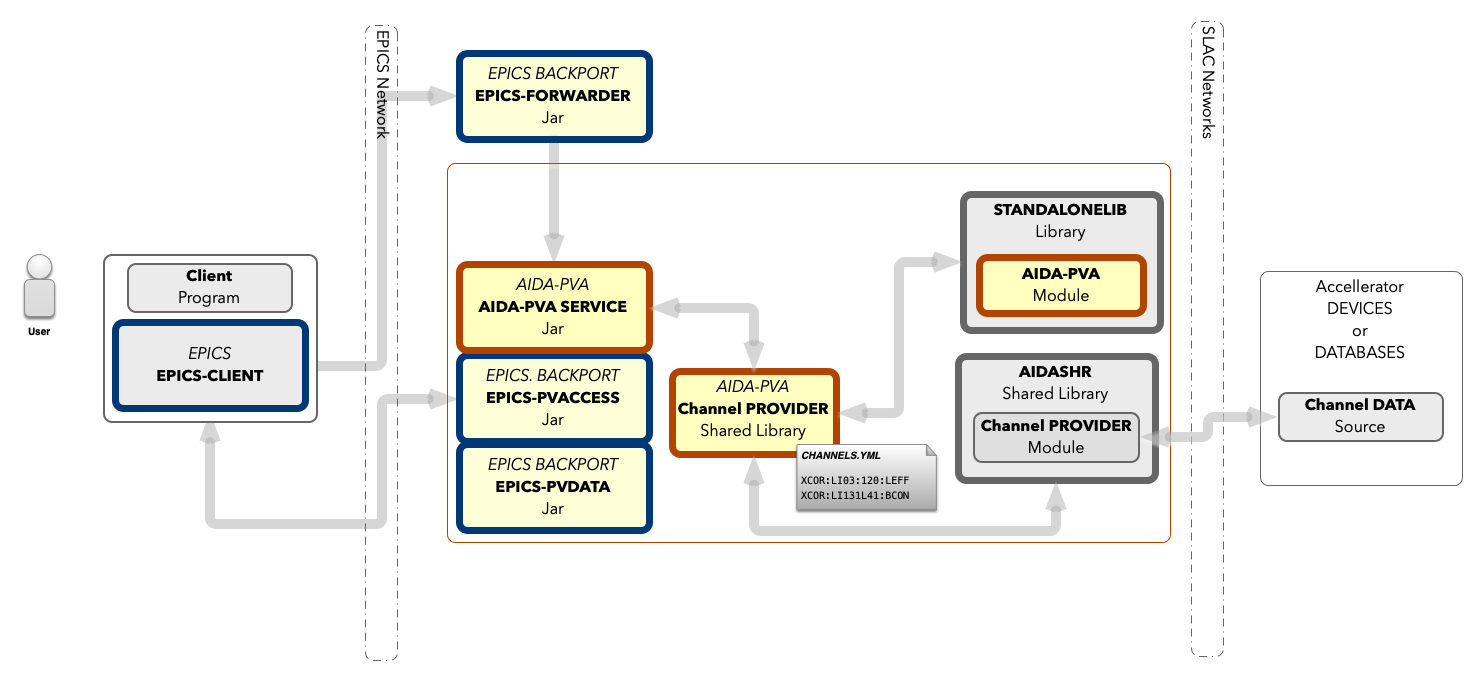 User
Client
Program
EPICS
EPICS-CLIENT
EPICS Network
EPICS BACKPORT
EPICS-FORWARDER
Jar
AIDA-PVA
AIDA-PVA SERVICE
Jar
EPICS. BACKPORT
EPICS-PVACCESS
Jar
EPICS BACKPORT
EPICS-PVDATA
Jar
AIDA-PVA
Channel PROVIDER
Shared Library
CHANNELS.YML
XCOR:LI03:120:LEFF
XCOR:LI131L41:BCON
STANDALONELIB
Library
AIDA-PVA
Module
AIDASHR
Shared Library
Channel PROVIDER
Module
SLAC Networks
Accellerator
DEVICES
or
DATABASES
Channel DATA
Source